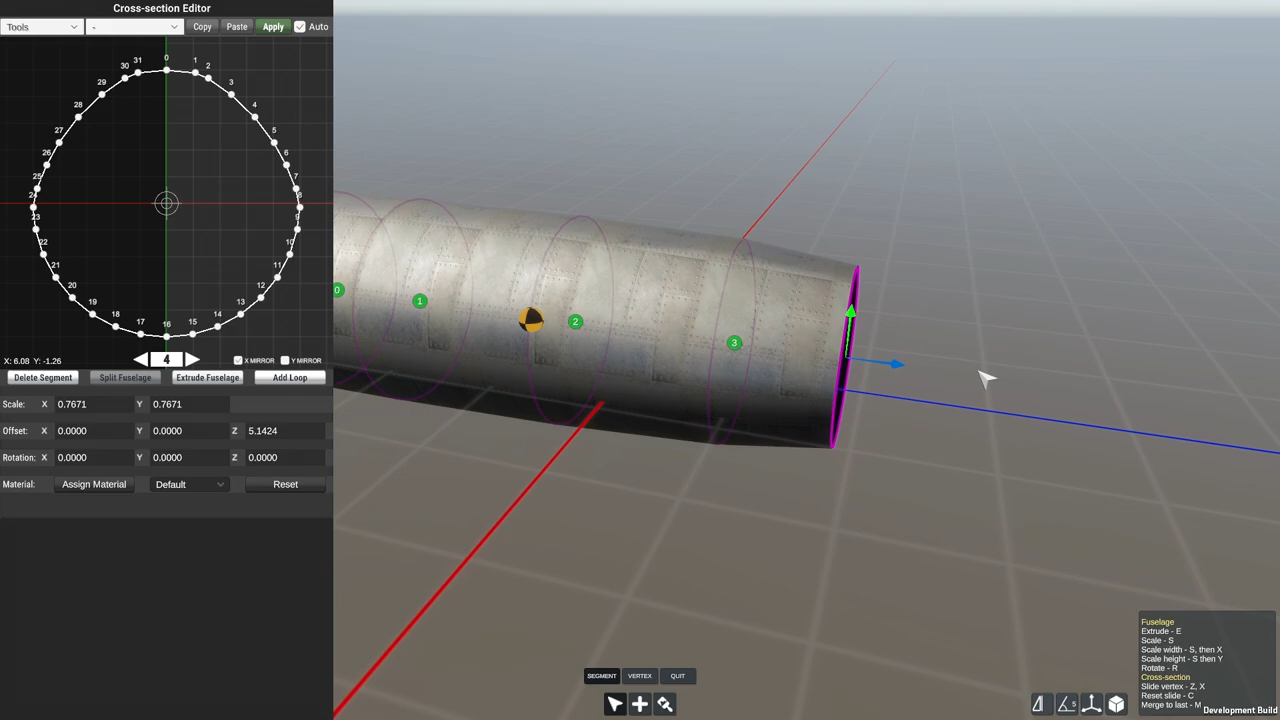 Cross-section Editor
Tools - Copy Paste Apply Auto
0
31 1
30 2
29 3
28 4
27 5
26 6
25 7
24 8
23 9
22 10
21 11
20 12
19 13
18 14
17 16 15
X: 6.08 Y: -1.26 4 X MIRROR Y MIRROR
Delete Segment Split Fuselage Extrude Fuselage Add Loop
Scale: X 0.7671 Y 0.7671
Offset: X 0.0000 Y 0.0000 Z 5.1424
Rotation: X 0.0000 Y 0.0000 Z 0.0000
Material: Assign Material Default Reset
0
1
2
3
SEGMENT VERTEX QUIT
5
Fuselage
Extrude - E
Scale - S
Scale width - S, then X
Scale height - S then Y
Rotate - R
Cross-section
Slide vertex - Z, X
Reset slide - C
Merge to last - M
Development Build